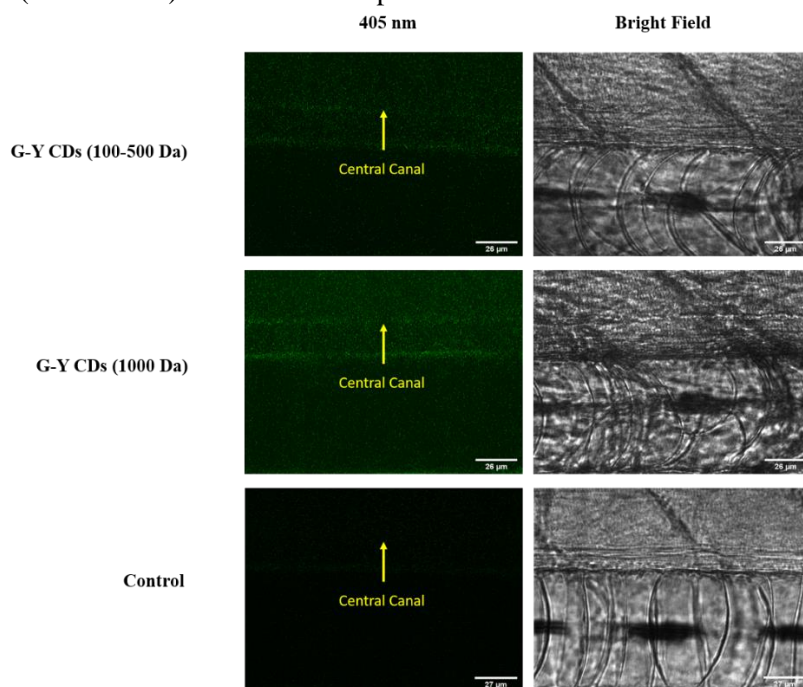 405 nm
Bright Field
G-Y CDs (100-500 Da)
Central Canal
26 µm
26 µm
G-Y CDs (1000 Da)
Central Canal
26 µm
26 µm
Control
Central Canal
27 µm
27 µm